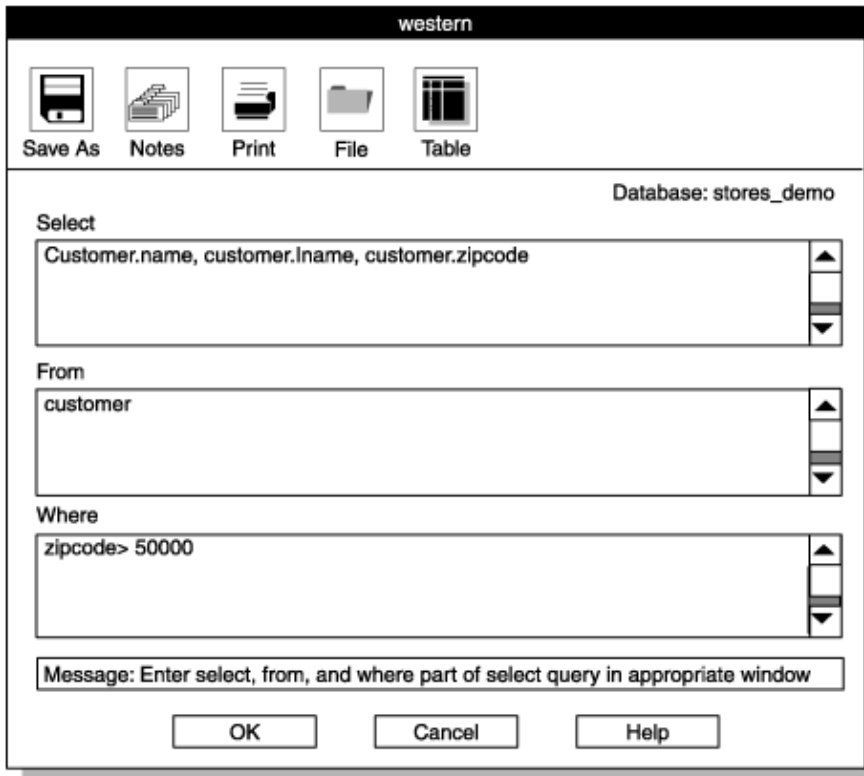 western
Save As Notes Print File Table
Database: stores_demo
Select
Customer.name, customer.lname, customer.zipcode
From
customer
Where
zipcode> 50000
Message: Enter select, from, and where part of select query in appropriate window
OK Cancel Help